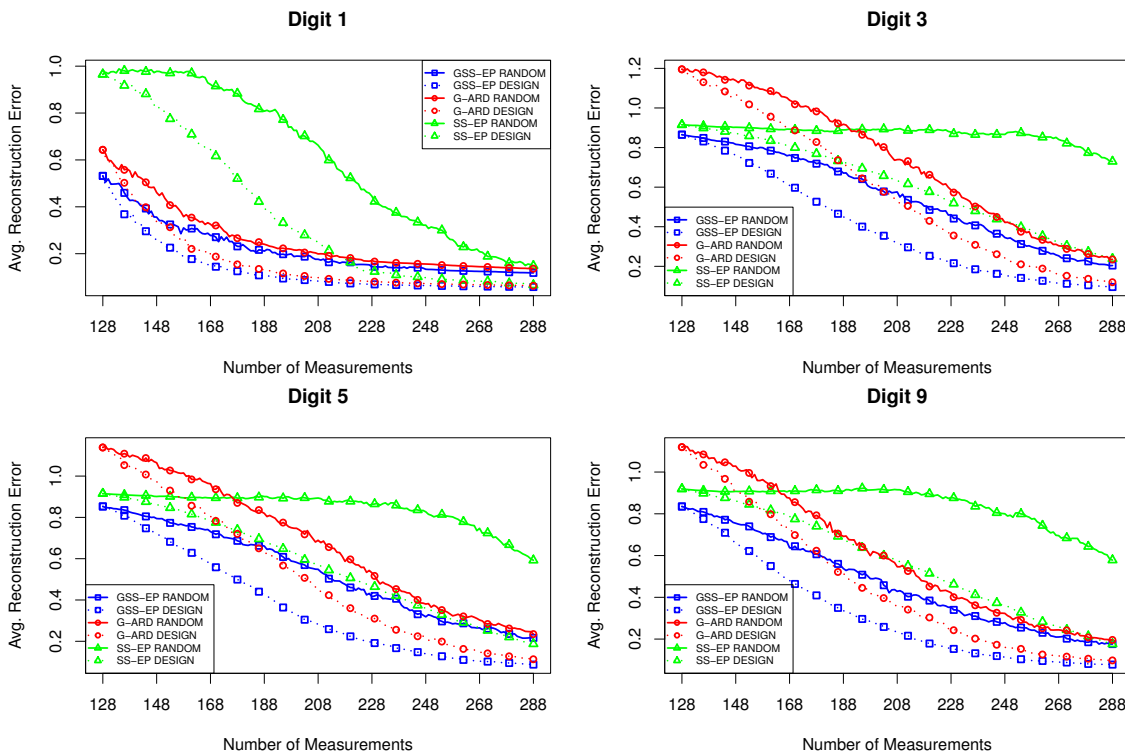 Digit 1
Avg. Reconstruction Error
0.2 0.4 0.6 0.8 1.0
GSS-EP RANDOM
GSS-EP DESIGN
G-ARD RANDOM
G-ARD DESIGN
SS-EP RANDOM
SS-EP DESIGN
128 148 168 188 208 228 248 268 288
Number of Measurements
Digit 3
Avg. Reconstruction Error
0.2 0.4 0.6 0.8 1.0 1.2
GSS-EP RANDOM
GSS-EP DESIGN
G-ARD RANDOM
G-ARD DESIGN
SS-EP RANDOM
SS-EP DESIGN
128 148 168 188 208 228 248 268 288
Number of Measurements
Digit 5
Avg. Reconstruction Error
0.2 0.4 0.6 0.8 1.0
GSS-EP RANDOM
GSS-EP DESIGN
G-ARD RANDOM
G-ARD DESIGN
SS-EP RANDOM
SS-EP DESIGN
128 148 168 188 208 228 248 268 288
Number of Measurements
Digit 9
Avg. Reconstruction Error
0.2 0.4 0.6 0.8 1.0
GSS-EP RANDOM
GSS-EP DESIGN
G-ARD RANDOM
G-ARD DESIGN
SS-EP RANDOM
SS-EP DESIGN
128 148 168 188 208 228 248 268 288
Number of Measurements